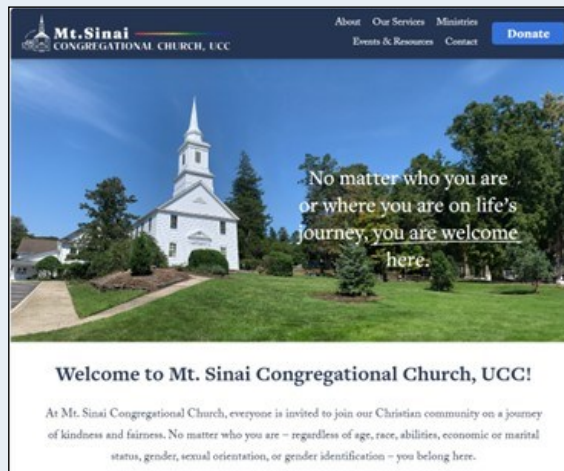 Mt.Sinai
CONGREGATIONAL CHURCH, UCC
About Our Services Ministries
Events & Resources Contact
Donate
No matter who you are
or where you are on life's
journey, you are welcome
here.
Welcome to Mt. Sinai Congregational Church, UCC!
At Mt. Sinai Congregational Church, everyone is invited to join our Christian community on a journey
of kindness and fairness. No matter who you are – regardless of age, race, abilities, economic or marital
status, gender, sexual orientation, or gender identification – you belong here.